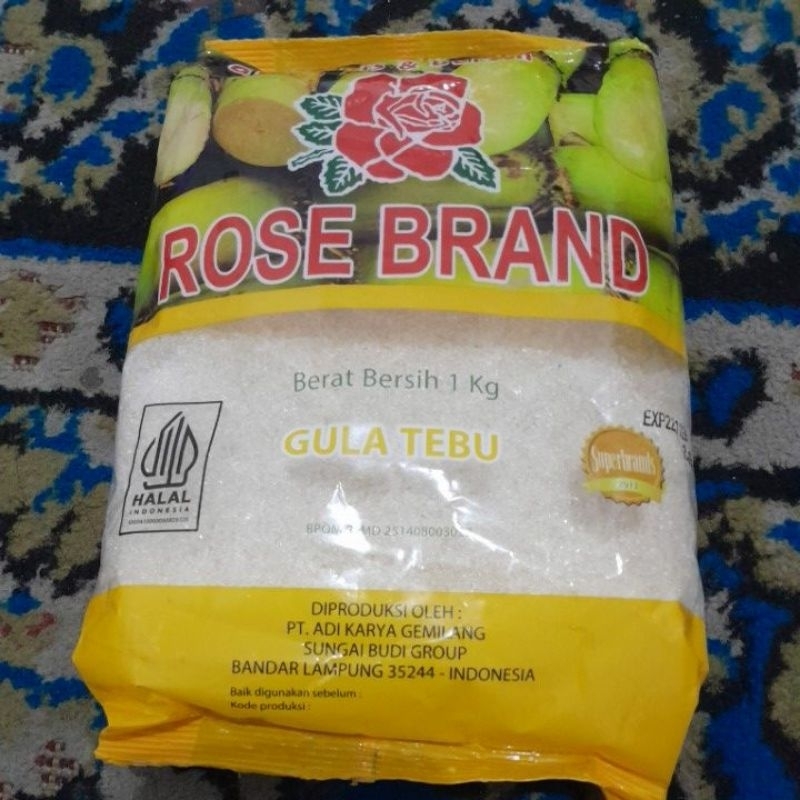 ROSE BRAND
Berat Bersih 1 Kg
GULA TEBU
HALAL
INDONESIA
Superbrands
DIPRODUKSI OLEH :
PT. ADI KARYA GEMILANG
SUNGAI BUDI GROUP
BANDAR LAMPUNG 35244 - INDONESIA
Baik digunakan sebelum :
Kode produksi :